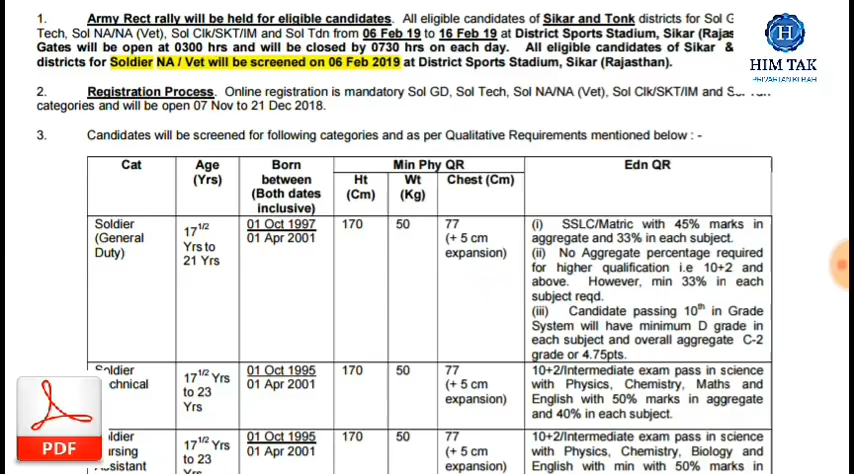 1. Army Rect rally will be held for eligible candidates. All eligible candidates of Sikar and Tonk districts for Sol
Tech, Sol NA/NA (Vet), Sol Clk/SKT/IM and Sol Tdn from 06 Feb 19 to 16 Feb 19 at District Sports Stadium, Sikar
Gates will be open at 0300 hrs and will be closed by 0730 hrs on each day. All eligible candidates of Sikar &
districts for Soldier NA / Vet will be screened on 06 Feb 2019 at District Sports Stadium, Sikar (Rajasthan).
HIM TAK
2. Registration Process. Online registration is mandatory Sol GD, Sol Tech, Sol NA/NA (Vet), Sol Clk/SKT/IM and
categories and will be open 07 Nov to 21 Dec 2018.
3. Candidates will be screened for following categories and as per Qualitative Requirements mentioned below : -
Cat Age Born Min Phy QR Edn QR
(Yrs) between Ht Wt Chest (Cm)
(Both dates (Cm) (Kg)
inclusive)
Soldier 17 1/2 01 Oct 1997 170 50 77 (i) SSLC/Matric with 45% marks in
(General Yrs to 01 Apr 2001 (+ 5 cm aggregate and 33% in each subject.
Duty) 21 Yrs expansion) (ii) No Aggregate percentage required
for higher qualification i.e 10+2 and
above. However, min 33% in each
subject reqd.
(iii) Candidate passing 10th in Grade
System will have minimum D grade in
each subject and overall aggregate C-2
grade or 4.75pts.
Soldier 17 1/2 Yrs 01 Oct 1995 170 50 77 10+2/Intermediate exam pass in science
to 23 01 Apr 2001 (+ 5 cm with Physics, Chemistry, Maths and
Yrs expansion) English with 50% marks in aggregate
and 40% in each subject.
17 1/2 Yrs 01 Oct 1995 170 50 77 10+2/Intermediate exam pass in science
to 23 01 Apr 2001 (+ 5 cm with Physics, Chemistry, Biology and
Yrs expansion) English with min with 50% marks in
PDF